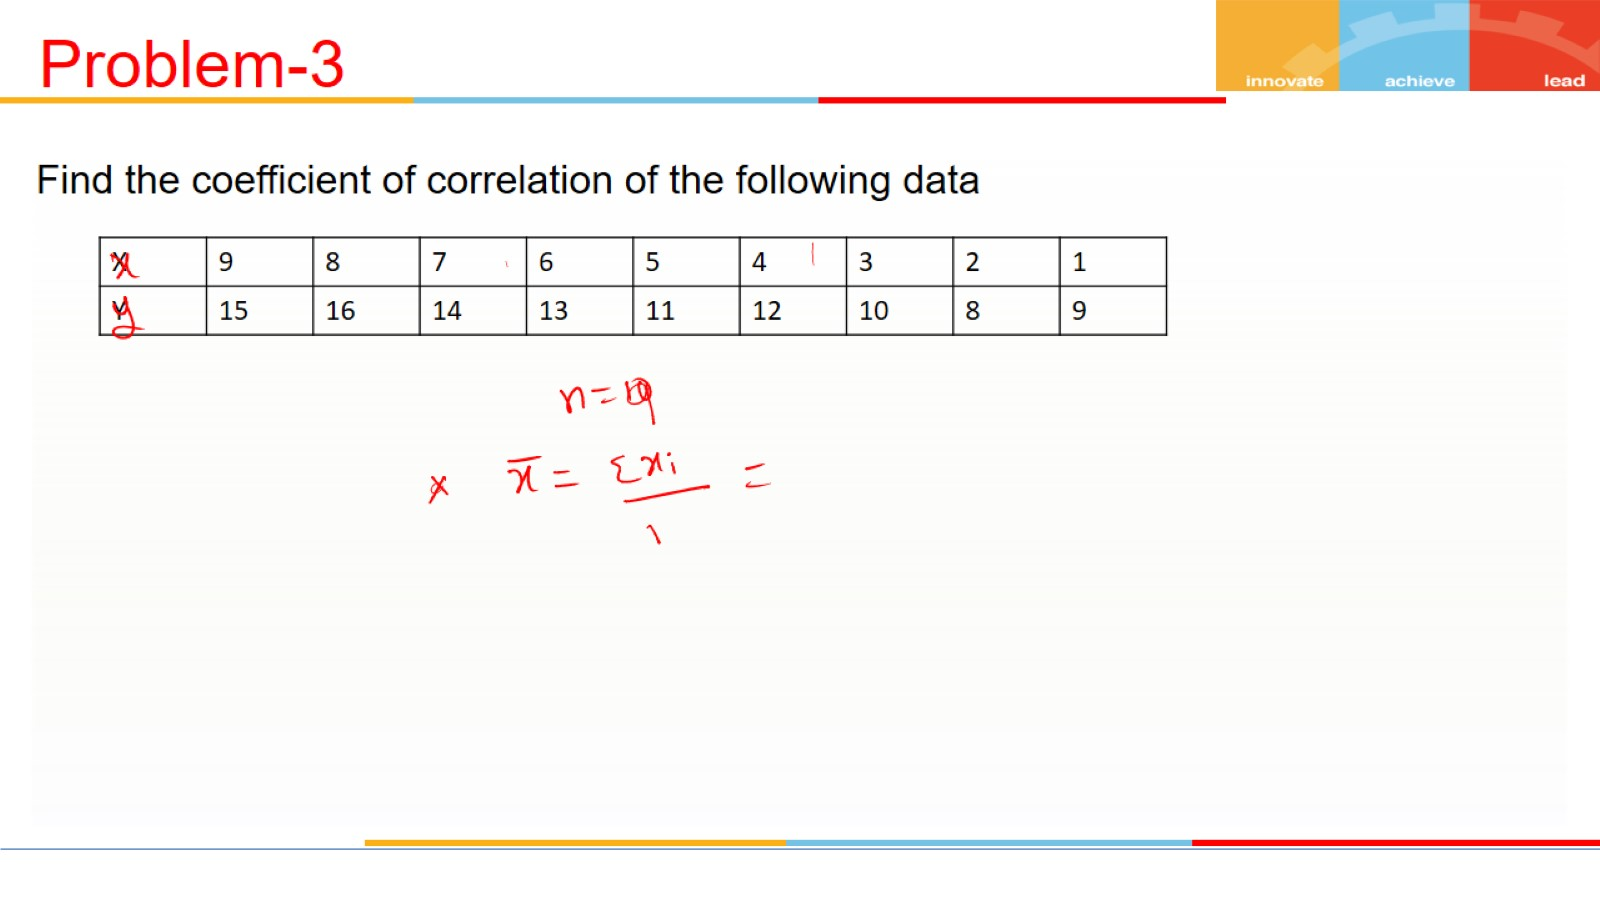 Problem-3
innovate achieve lead
Find the coefficient of correlation of the following data
x 9 8 7 6 5 4 3 2 1
y 15 16 14 13 11 12 10 8 9
n = 9
x x̄ = Σxi =